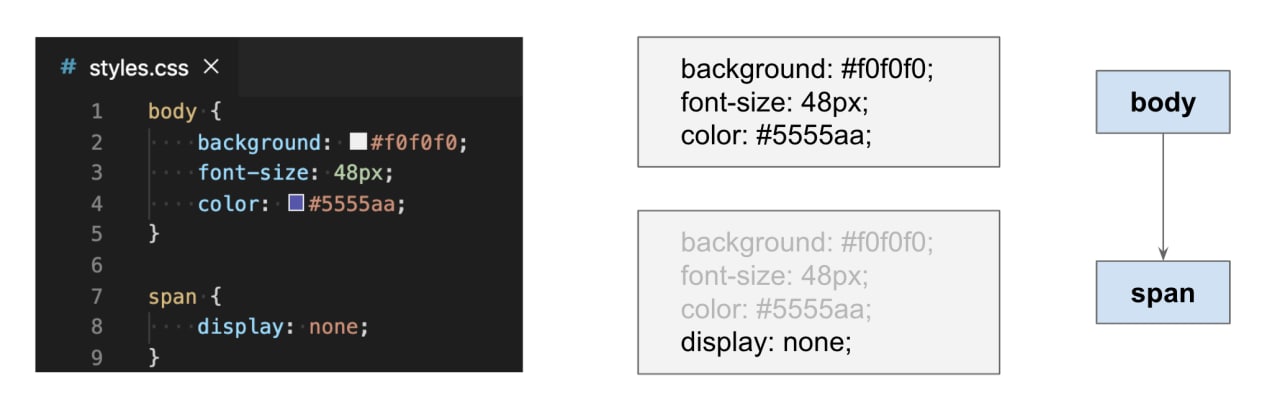 # styles.css ×
1 body {
2 background: #f0f0f0;
3 font-size: 48px;
4 color: #5555aa;
5 }
6
7 span {
8 display: none;
9 }
background: #f0f0f0;
font-size: 48px;
color: #5555aa;
background: #f0f0f0;
font-size: 48px;
color: #5555aa;
display: none;
body
span